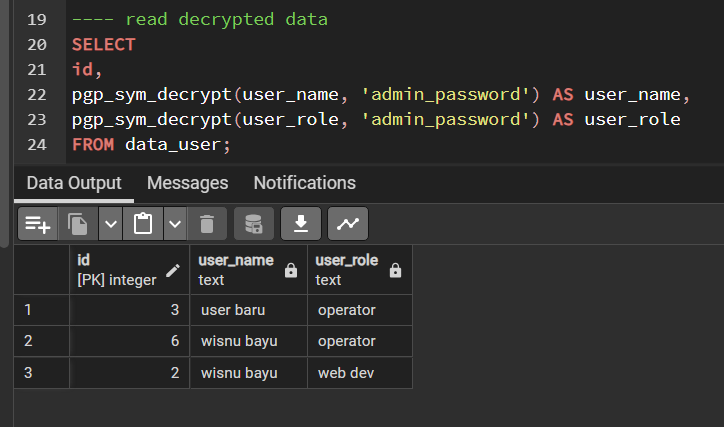 19 ---- read decrypted data
20 SELECT
21 id,
22 pgp_sym_decrypt(user_name, 'admin_password') AS user_name,
23 pgp_sym_decrypt(user_role, 'admin_password') AS user_role
24 FROM data_user;
Data Output Messages Notifications
id user_name user_role
[PK] integer text text
1 3 user baru operator
2 6 wisnu bayu operator
3 2 wisnu bayu web dev